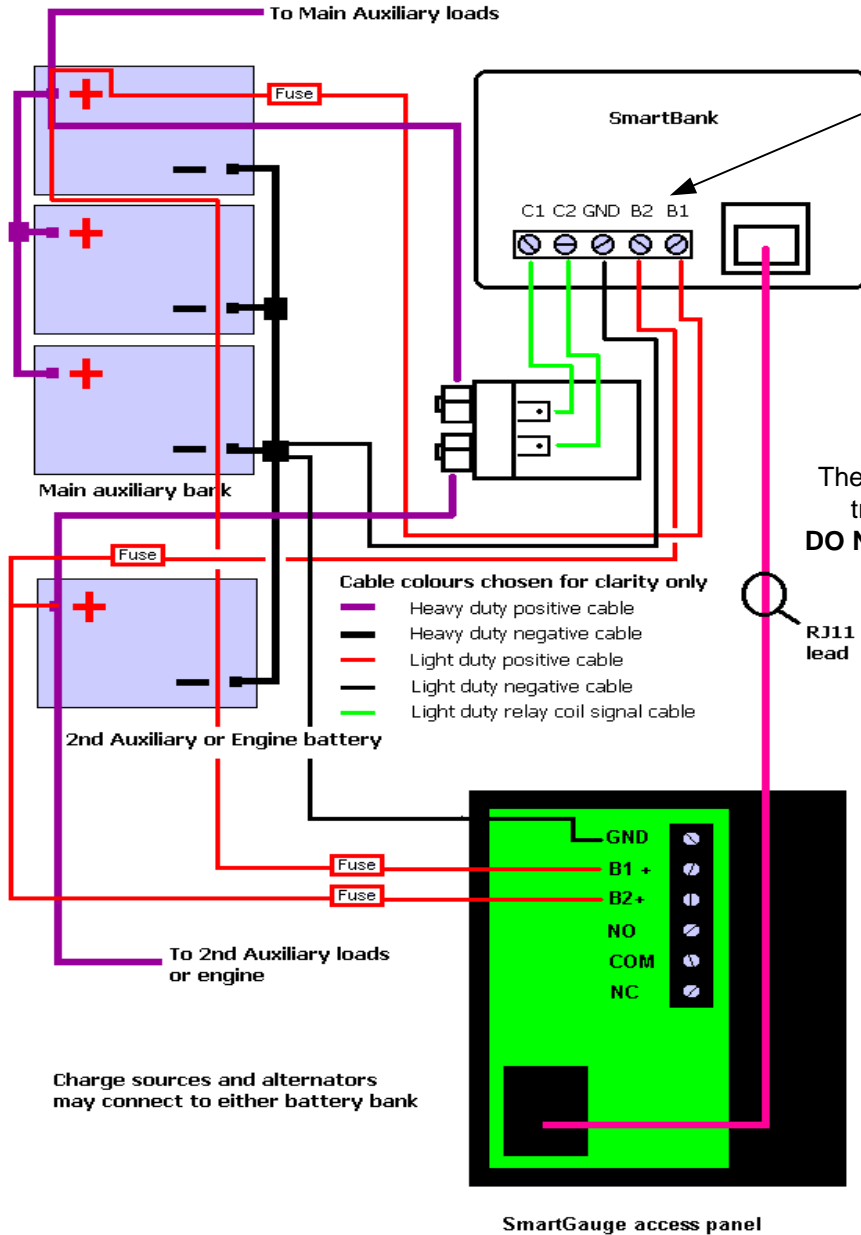 To Main Auxiliary loads
Fuse
SmartBank
C1 C2 GND B2 B1
Main auxiliary bank
The
tr
DO N
Fuse
Cable colours chosen for clarity only
Heavy duty positive cable
Heavy duty negative cable
Light duty positive cable
Light duty negative cable
Light duty relay coil signal cable
RJ11
lead
2nd Auxiliary or Engine battery
GND
Fuse
B1 +
Fuse
B2+
NO
COM
NC
To 2nd Auxiliary loads
or engine
Charge sources and alternators
may connect to either battery bank
SmartGauge access panel